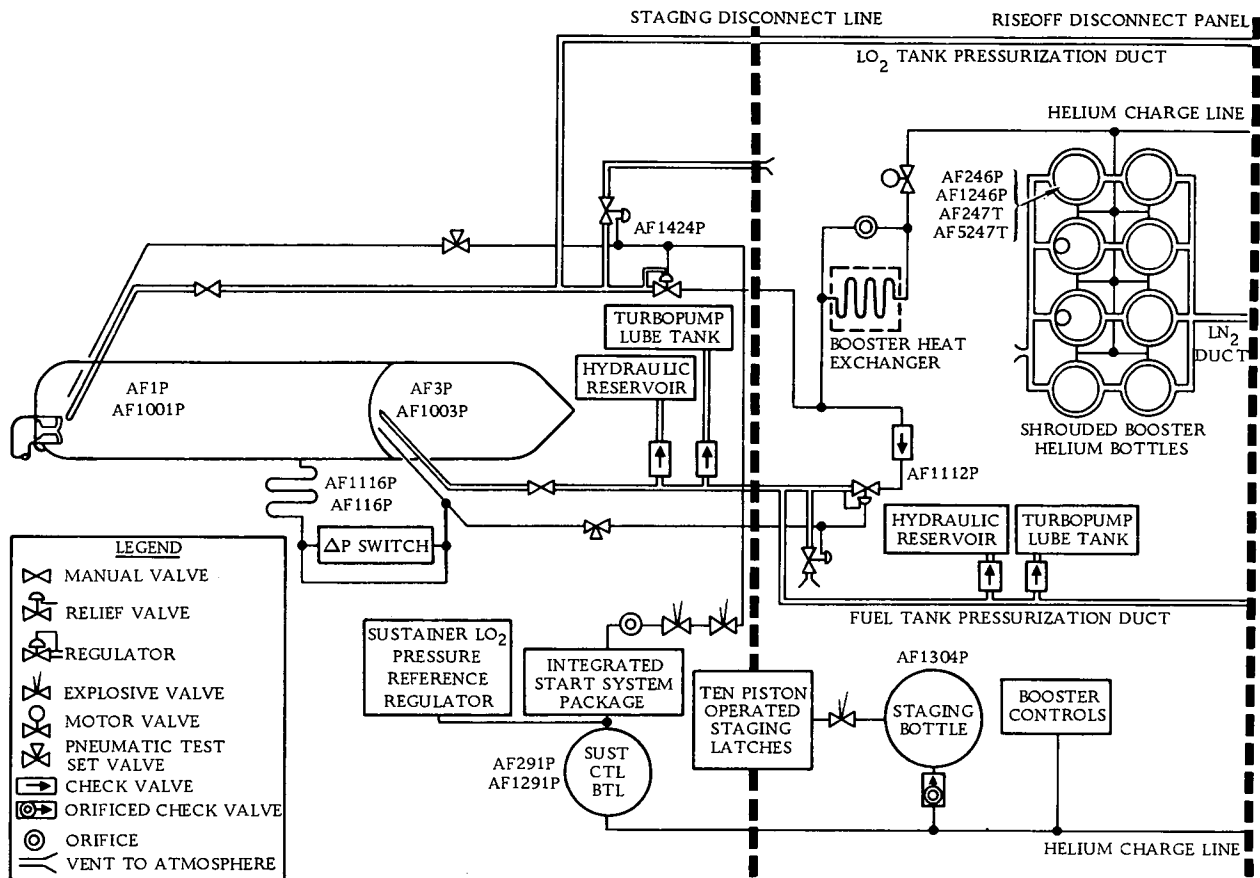 STAGING DISCONNECT LINE
RISEOFF DISCONNECT PANEL
LO2 TANK PRESSURIZATION DUCT
HELIUM CHARGE LINE
AF246P
AF1246P
AF247T
AF5247T
AF1424P
TURBOPUMP
LUBE TANK
HYDRAULIC
RESERVOIR
BOOSTER HEAT
EXCHANGER
LN2
DUCT
SHROUDED BOOSTER
HELIUM BOTTLES
AF1P
AF1001P
AF3P
AF1003P
AF1112P
AF1116P
AF116P
ΔP SWITCH
HYDRAULIC
RESERVOIR
TURBOPUMP
LUBE TANK
FUEL TANK PRESSURIZATION DUCT
LEGEND
MANUAL VALVE
RELIEF VALVE
REGULATOR
EXPLOSIVE VALVE
MOTOR VALVE
PNEUMATIC TEST
SET VALVE
CHECK VALVE
ORIFICED CHECK VALVE
ORIFICE
VENT TO ATMOSPHERE
SUSTAINER LO2
PRESSURE
REFERENCE
REGULATOR
INTEGRATED
START SYSTEM
PACKAGE
TEN PISTON
OPERATED
STAGING
LATCHES
AF1304P
STAGING
BOTTLE
BOOSTER
CONTROLS
AF291P
AF1291P
SUST
CTL
BTL
HELIUM CHARGE LINE